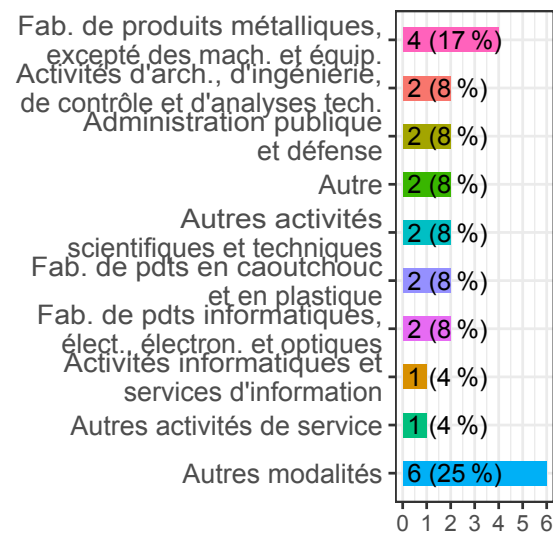 Fab. de produits métalliques,
excepté des mach. et équip.
4 (17 %)
Activités d'arch., d'ingénierie,
de contrôle et d'analyses tech.
2 (8 %)
Administration publique
et défense
2 (8 %)
Autre
2 (8 %)
Autres activités
scientifiques et techniques
2 (8 %)
Fab. de pdts en caoutchouc
et en plastique
2 (8 %)
Fab. de pdts informatiques,
élect., électron. et optiques
2 (8 %)
Activités informatiques et
services d'information
1 (4 %)
Autres activités de service
1 (4 %)
Autres modalités
6 (25 %)
0 1 2 3 4 5 6